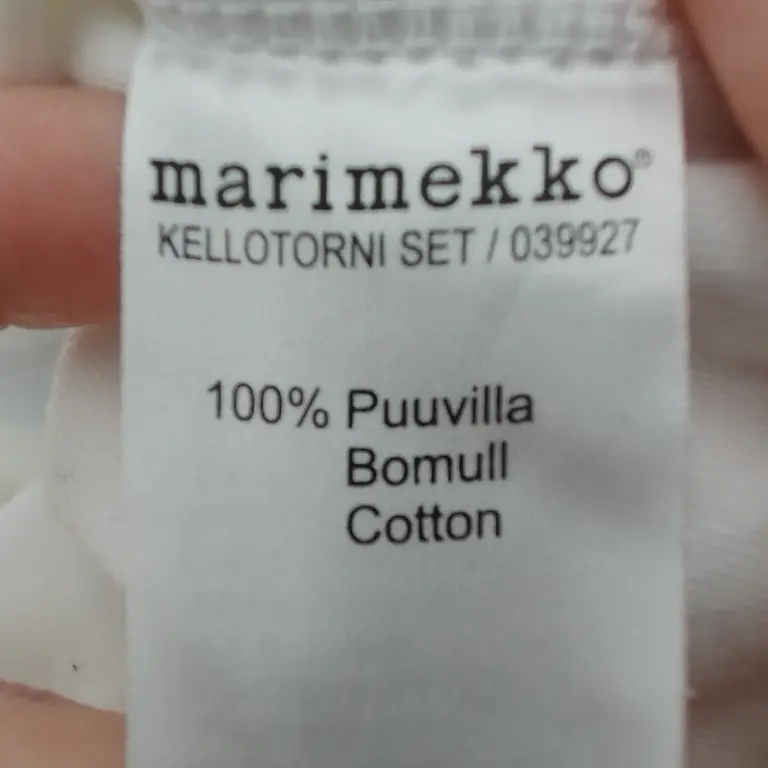 marimekko®
KELLOTORNI SET / 039927
100% Puuvilla
Bomull
Cotton